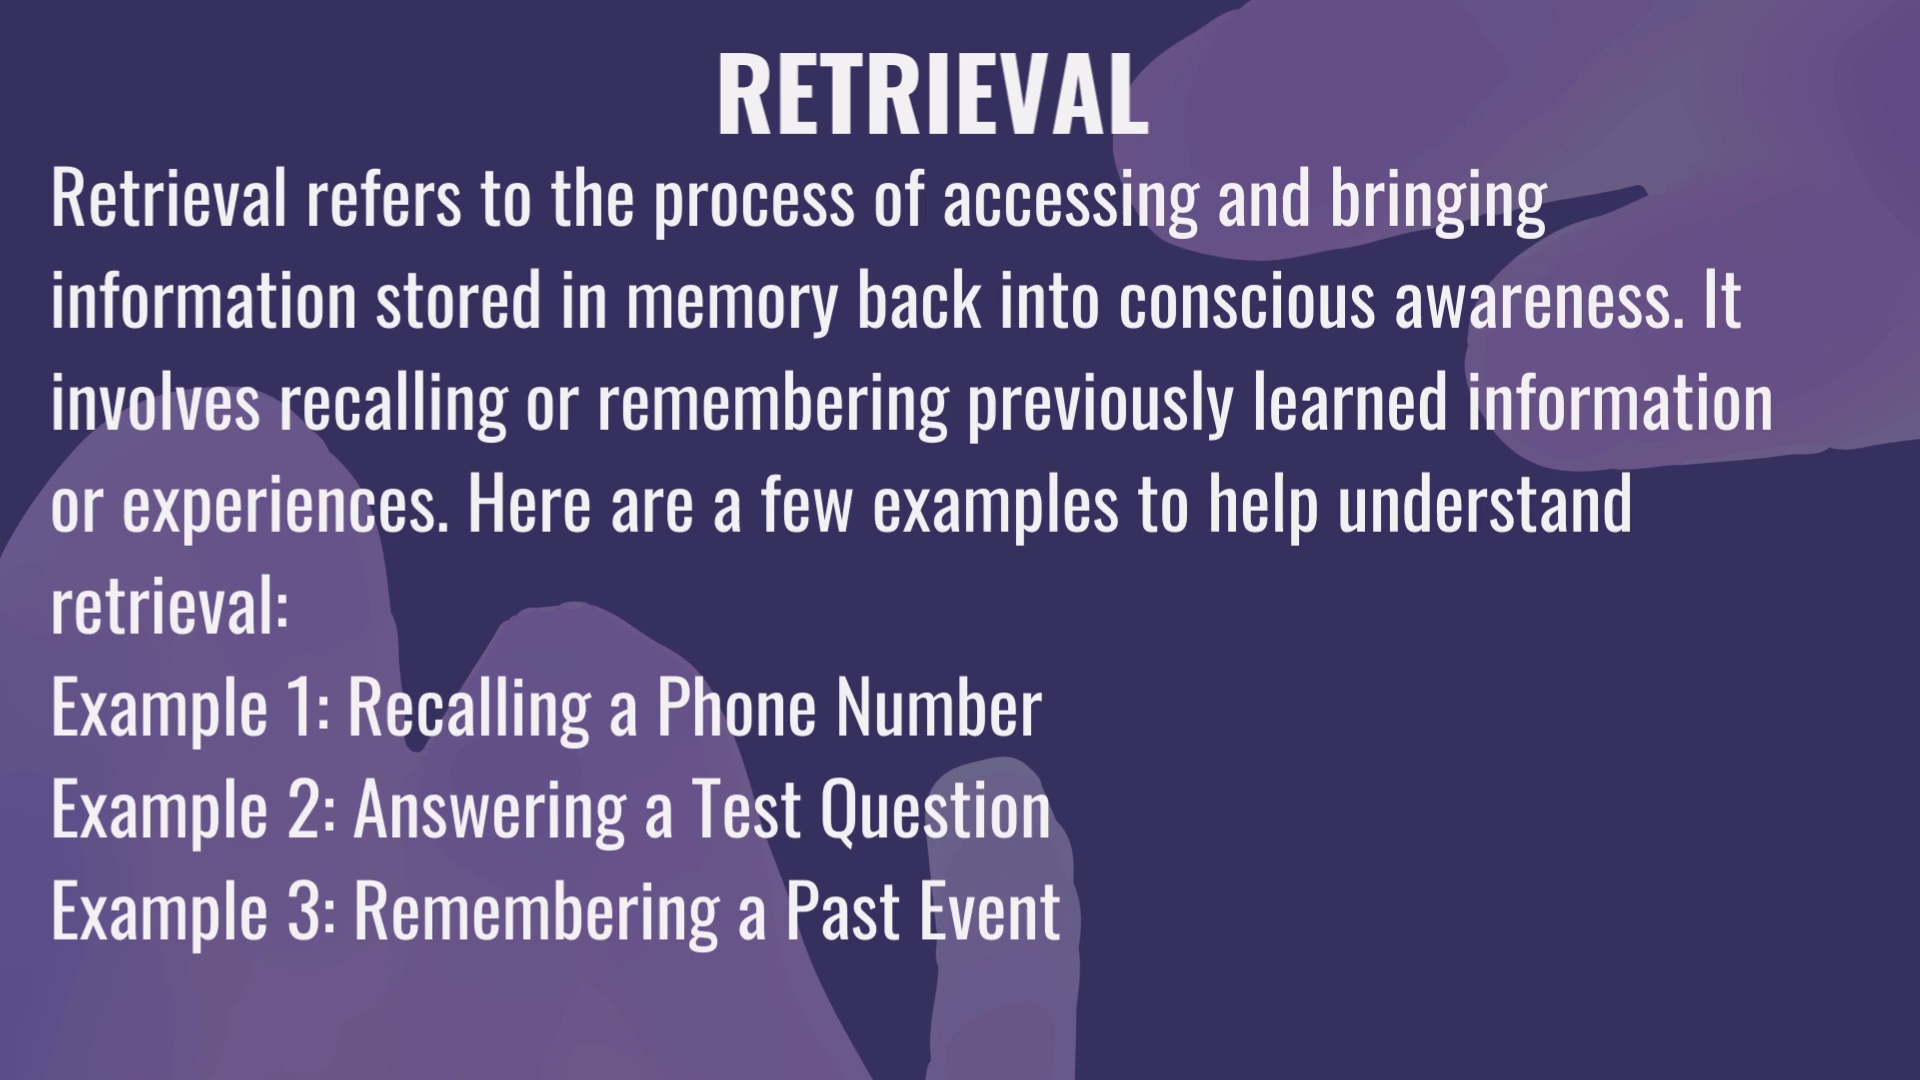 RETRIEVAL
Retrieval refers to the process of accessing and bringing
information stored in memory back into conscious awareness. It
involves recalling or remembering previously learned information
or experiences. Here are a few examples to help understand
retrieval:
Example 1: Recalling a Phone Number
Example 2: Answering a Test Question
Example 3: Remembering a Past Event